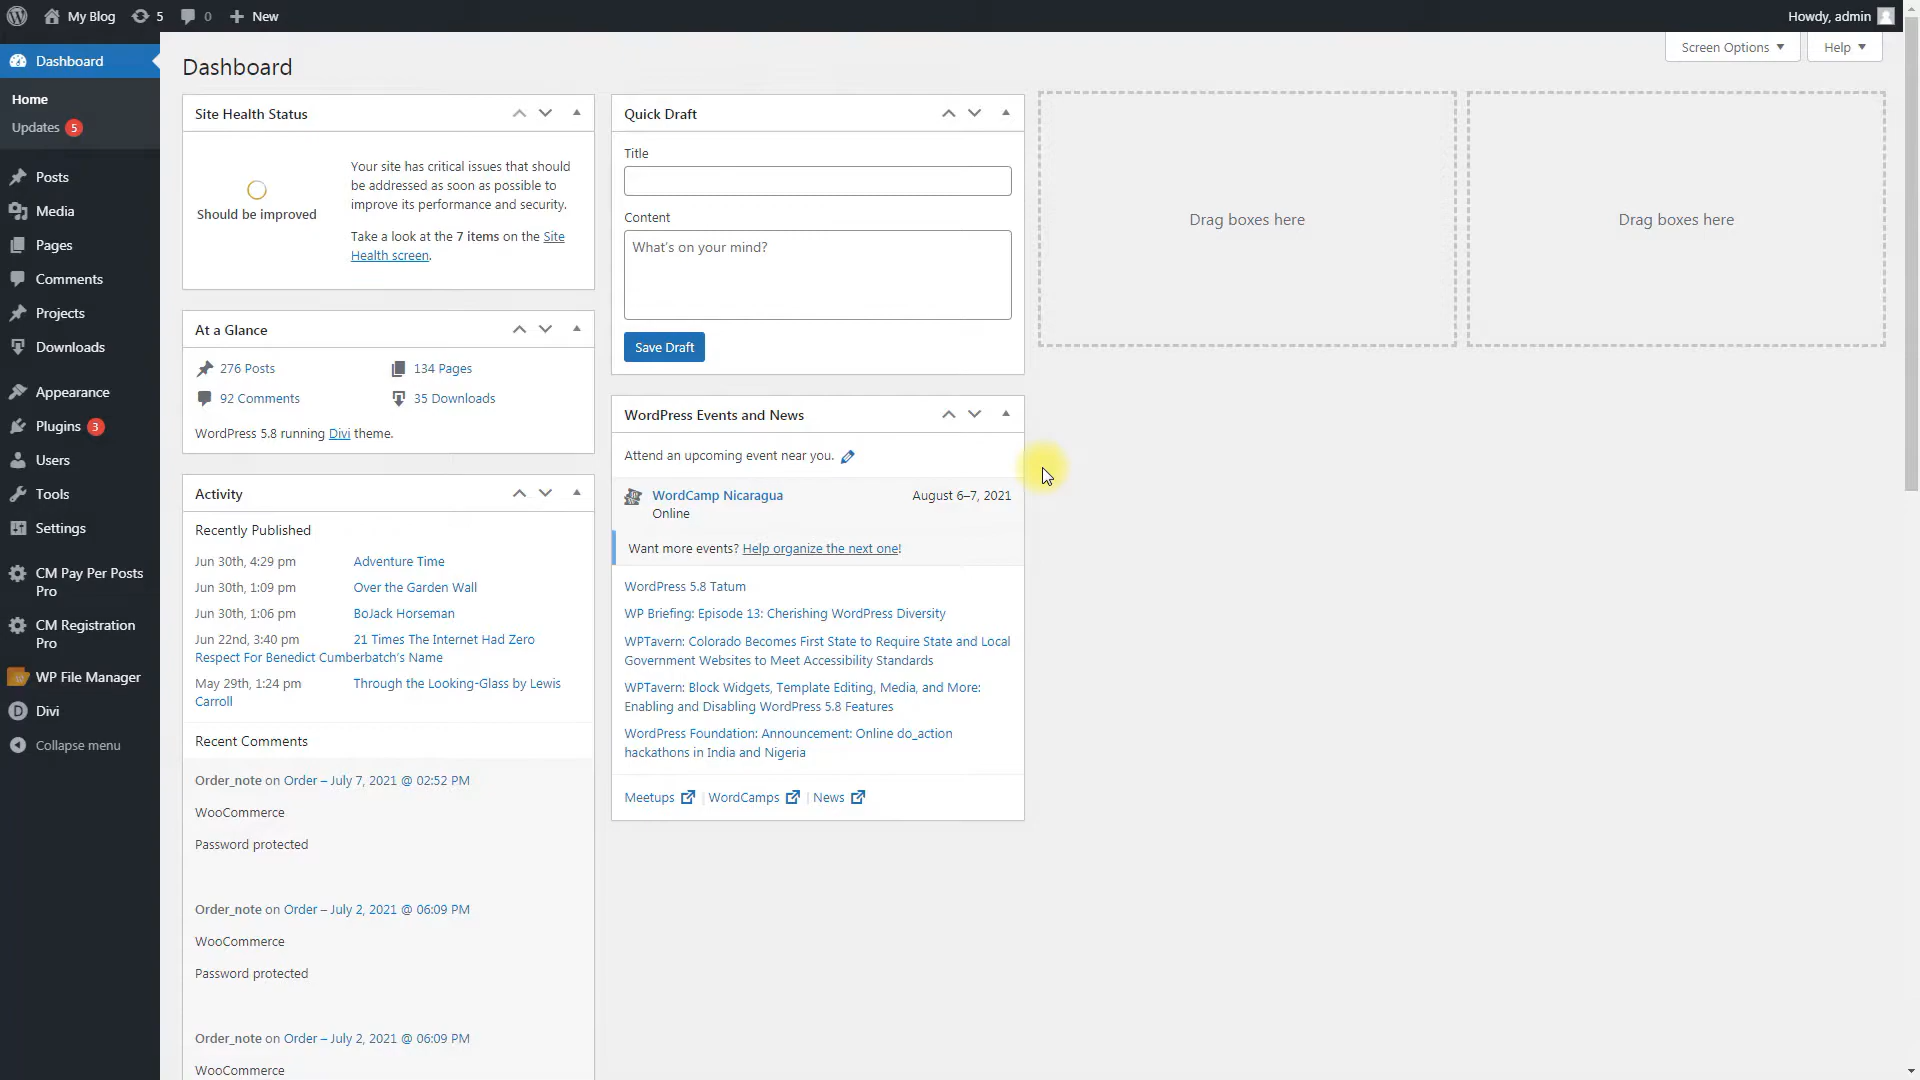 My Blog
5
0
New
Howdy, admin
Dashboard
Home
Updates 5
Posts
Media
Pages
Comments
Projects
Downloads
Appearance
Plugins 3
Users
Tools
Settings
CM Pay Per Posts
Pro
CM Registration
Pro
WP File Manager
D Divi
Collapse menu
Screen Options
Help
Dashboard
Site Health Status
Should be improved
Your site has critical issues that should
be addressed as soon as possible to
improve its performance and security.
Take a look at the 7 items on the Site
Health screen.
At a Glance
276 Posts
134 Pages
92 Comments
35 Downloads
WordPress 5.8 running Divi theme.
Activity
Recently Published
Jun 30th, 4:29 pm Adventure Time
Jun 30th, 1:09 pm Over the Garden Wall
Jun 30th, 1:06 pm BoJack Horseman
Jun 22nd, 3:40 pm 21 Times The Internet Had Zero
Respect For Benedict Cumberbatch's Name
May 29th, 1:24 pm Through the Looking-Glass by Lewis
Carroll
Recent Comments
Order_note on Order – July 7, 2021 @ 02:52 PM
WooCommerce
Password protected
Order_note on Order – July 2, 2021 @ 06:09 PM
WooCommerce
Password protected
Order_note on Order – July 2, 2021 @ 06:09 PM
WooCommerce
Quick Draft
Title
Content
What's on your mind?
Save Draft
WordPress Events and News
Attend an upcoming event near you.
WordCamp Nicaragua August 6–7, 2021
Online
Want more events? Help organize the next one!
WordPress 5.8 Tatum
WP Briefing: Episode 13: Cherishing WordPress Diversity
WPTavern: Colorado Becomes First State to Require State and Local
Government Websites to Meet Accessibility Standards
WPTavern: Block Widgets, Template Editing, Media, and More:
Enabling and Disabling WordPress 5.8 Features
WordPress Foundation: Announcement: Online do_action
hackathons in India and Nigeria
Meetups | WordCamps | News
Drag boxes here
Drag boxes here